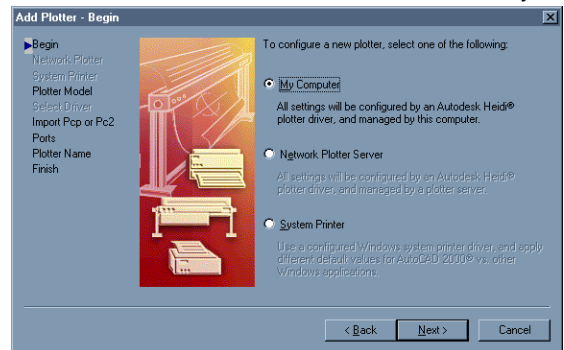 Add Plotter - Begin
Begin
Network Plotter
System Printer
Plotter Model
Select Driver
Import Pcp or Pc2
Ports
Plotter Name
Finish
To configure a new plotter, select one of the following:
My Computer
All settings will be configured by an Autodesk Heidi®
plotter driver, and managed by this computer.
Network Plotter Server
All settings will be configured by an Autodesk Heidi®
plotter driver, and managed by a plotter server.
System Printer
Use a configured Windows system printer driver, and apply
different default values for AutoCAD 2000® vs. other
Windows applications.
< Back
Next >
Cancel